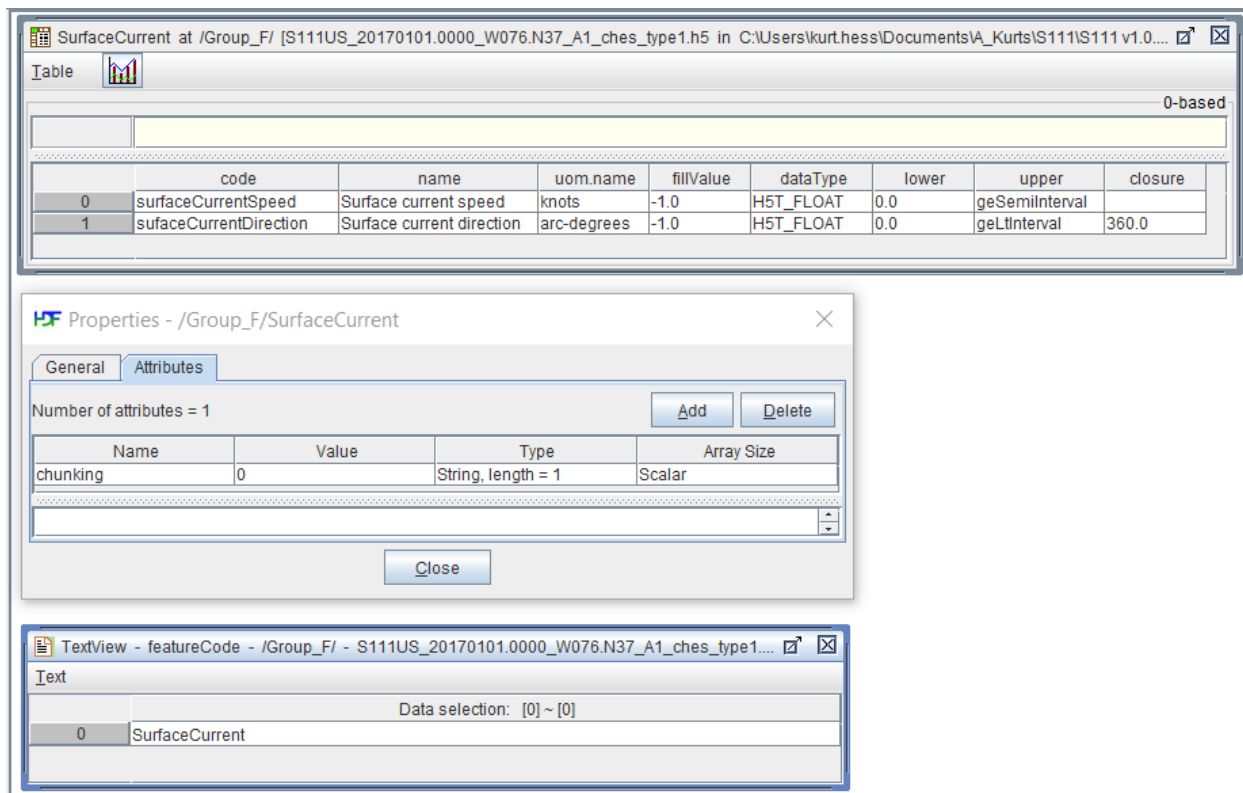 SurfaceCurrent at /Group_F/ [S111US_20170101.0000_W076.N37_A1_ches_type1.h5 in C:\Users\kurt.hess\Documents\A_Kurts\S111\S111 v1.0....
Table
0-based
code name uom.name fillValue dataType lower upper closure
0 surfaceCurrentSpeed Surface current speed knots -1.0 H5T_FLOAT 0.0 geSemiInterval
1 sufaceCurrentDirection Surface current direction arc-degrees -1.0 H5T_FLOAT 0.0 geLtInterval 360.0
HDF Properties - /Group_F/SurfaceCurrent
General Attributes
Number of attributes = 1 Add Delete
Name Value Type Array Size
chunking 0 String, length = 1 Scalar
Close
TextView - featureCode - /Group_F/ - S111US_20170101.0000_W076.N37_A1_ches_type1....
Text
Data selection: [0] ~ [0]
0 SurfaceCurrent